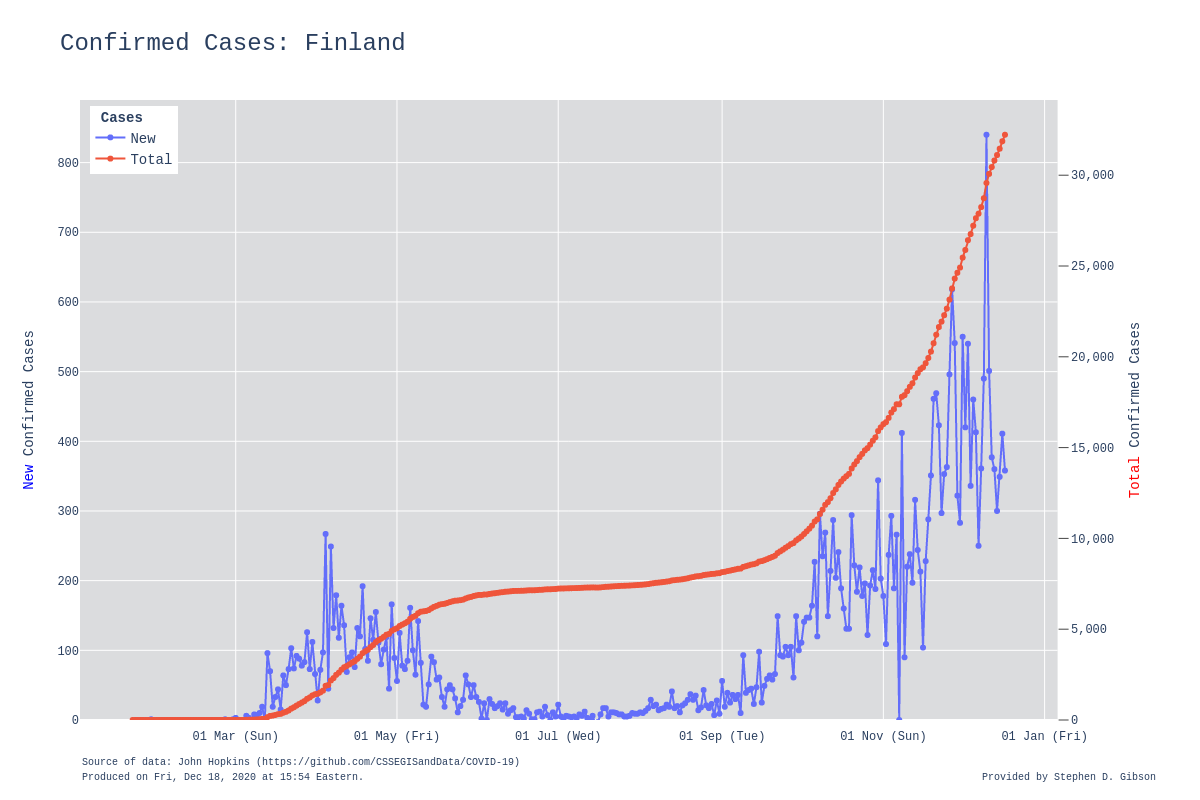 Confirmed Cases: Finland
Cases
New
Total
800
700
600
500
400
300
200
100
0
30,000
25,000
20,000
15,000
10,000
5,000
0
New Confirmed Cases
Total Confirmed Cases
01 Mar (Sun)
01 May (Fri)
01 Jul (Wed)
01 Sep (Tue)
01 Nov (Sun)
01 Jan (Fri)
Source of data: John Hopkins (https://github.com/CSSEGISandData/COVID-19)
Produced on Fri, Dec 18, 2020 at 15:54 Eastern.
Provided by Stephen D. Gibson